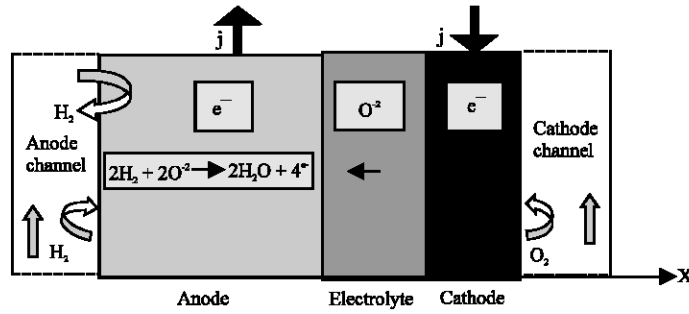 j
j
H₂
e⁻
O⁻²
e⁻
Anode
channel
Cathode
channel
2H₂ + 2O⁻² → 2H₂O + 4e⁻
H₂
O₂
X
Anode
Electrolyte
Cathode